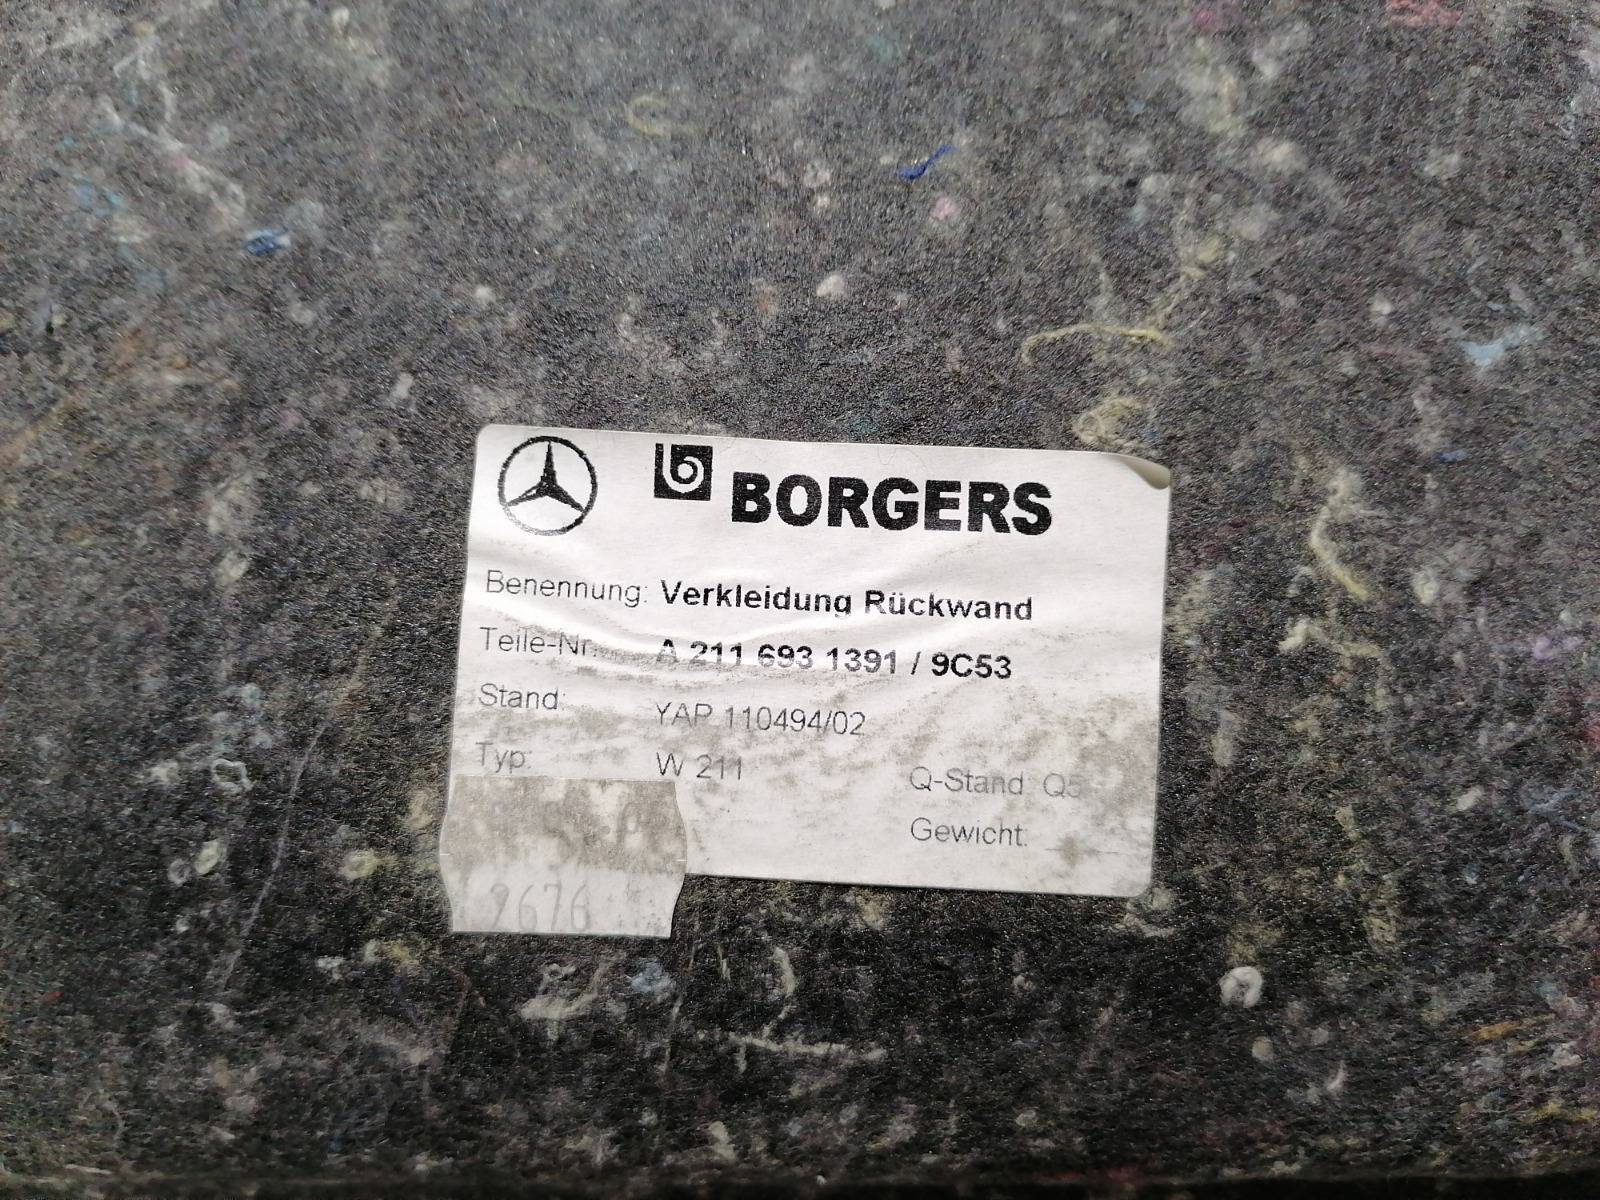 BORGERS
Benennung: Verkleidung Rückwand
Teile-Nr.: A 211 693 1391 / 9C53
Stand: YAP 110494/02
Typ: W 211
Q-Stand Q5
Gewicht:
2676